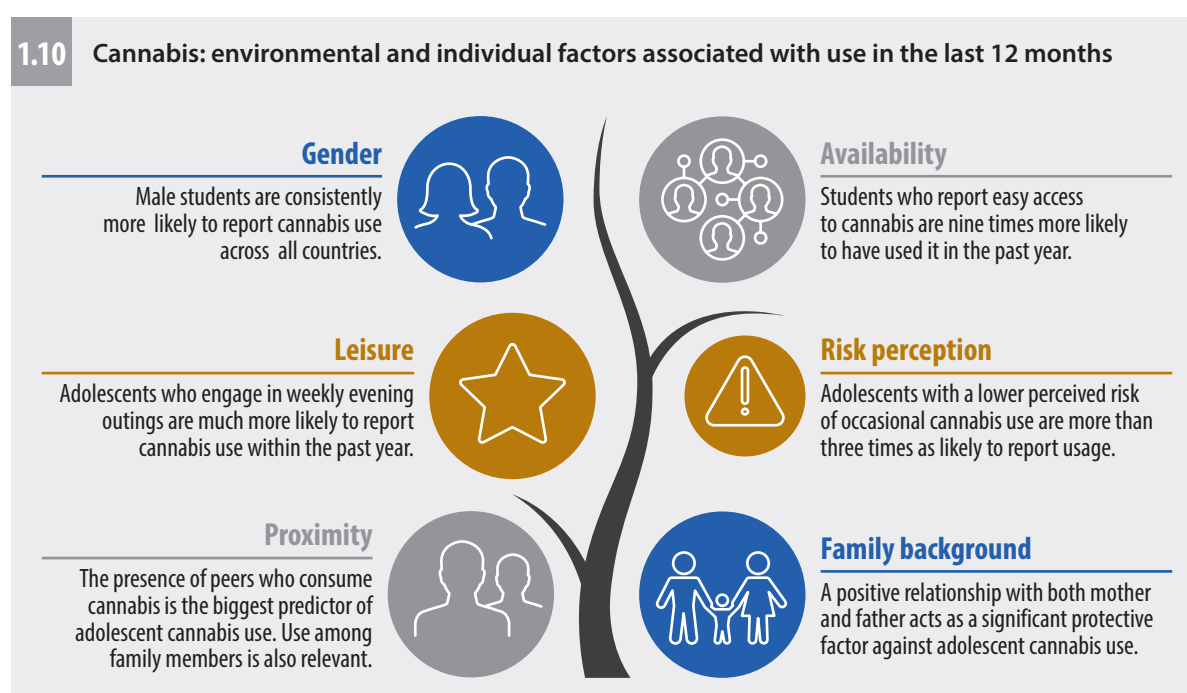 1.10
Cannabis: environmental and individual factors associated with use in the last 12 months
Gender
Male students are consistently
more likely to report cannabis use
across all countries.
Availability
Students who report easy access
to cannabis are nine times more likely
to have used it in the past year.
Leisure
Adolescents who engage in weekly evening
outings are much more likely to report
cannabis use within the past year.
Risk perception
Adolescents with a lower perceived risk
of occasional cannabis use are more than
three times as likely to report usage.
Proximity
The presence of peers who consume
cannabis is the biggest predictor of
adolescent cannabis use. Use among
family members is also relevant.
Family background
A positive relationship with both mother
and father acts as a significant protective
factor against adolescent cannabis use.